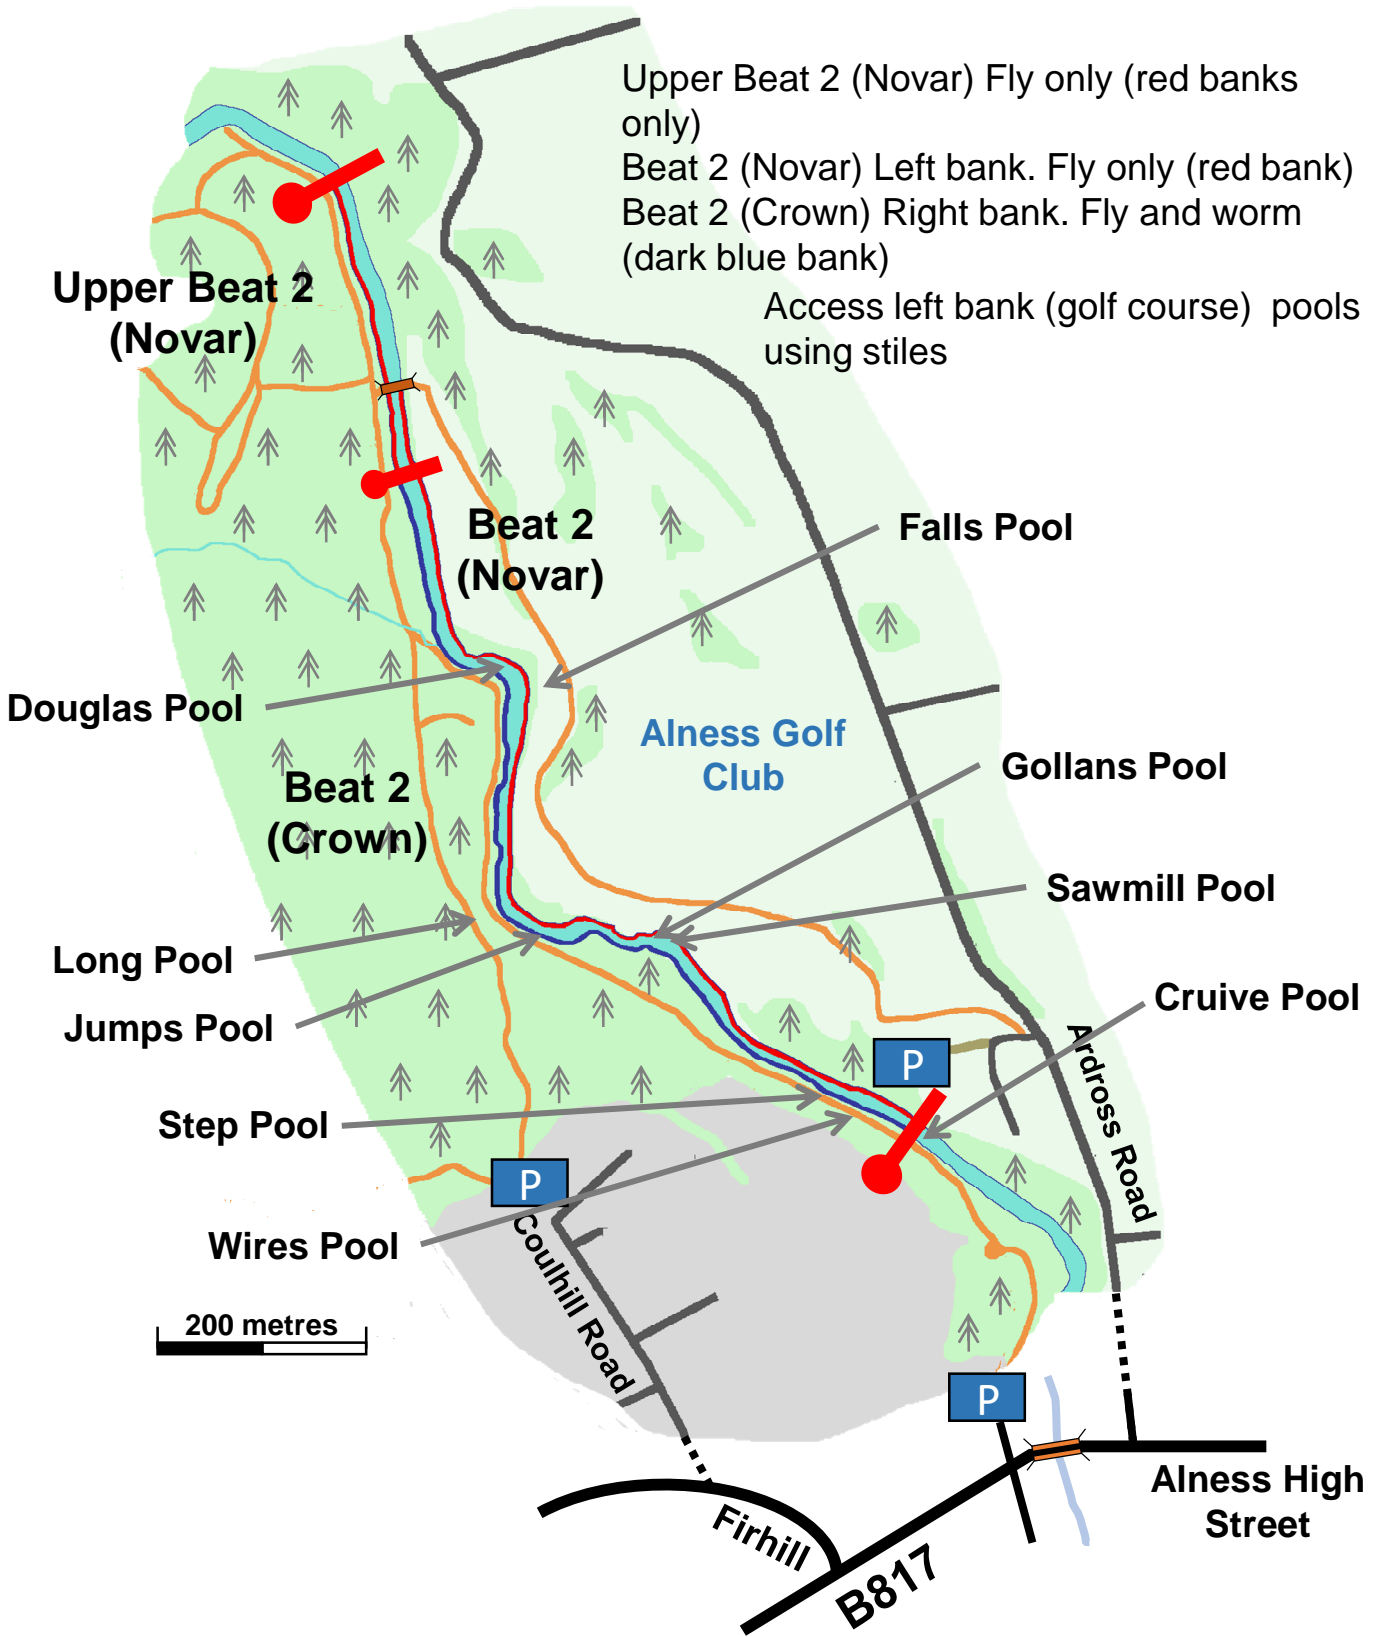 Upper Beat 2 (Novar) Fly only (red banks
only)
Beat 2 (Novar) Left bank. Fly only (red bank)
Beat 2 (Crown) Right bank. Fly and worm
(dark blue bank)
Access left bank (golf course) pools
using stiles
Upper Beat 2
(Novar)
Beat 2
(Novar)
Falls Pool
Douglas Pool
Alness Golf
Club
Gollans Pool
Beat 2
(Crown)
Sawmill Pool
Long Pool
Cruive Pool
Jumps Pool
P
Ardross Road
Step Pool
P
Wires Pool
Coulhill Road
200 metres
P
Alness High
Street
Firhill
B817